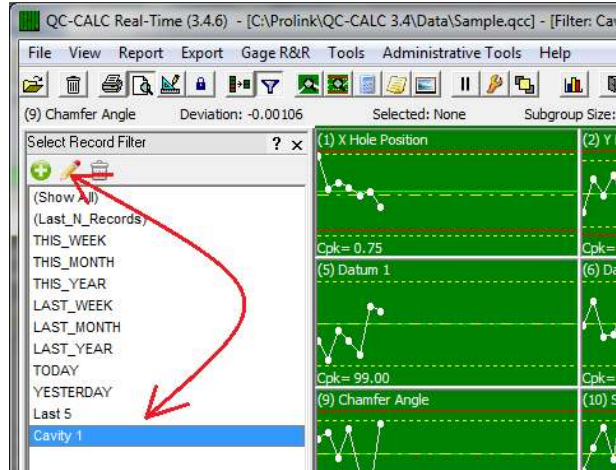 QC-CALC Real-Time (3.4.6) - [C:\Prolink\QC-CALC 3.4\Data\Sample.qcc] - [Filter: Cav
File View Report Export Gage R&R Tools Administrative Tools Help
(9) Chamfer Angle Deviation: -0.00106 Selected: None Subgroup Size:
Select Record Filter ? x
(Show All)
(Last_N_Records)
THIS_WEEK
THIS_MONTH
THIS_YEAR
LAST_WEEK
LAST_MONTH
LAST_YEAR
TODAY
YESTERDAY
Last 5
Cavity 1
(1) X Hole Position
Cpk= 0.75
(2) Y
Cpk=
(5) Datum 1
Cpk= 99.00
(6) Da
Cpk=
(9) Chamfer Angle
(10) S